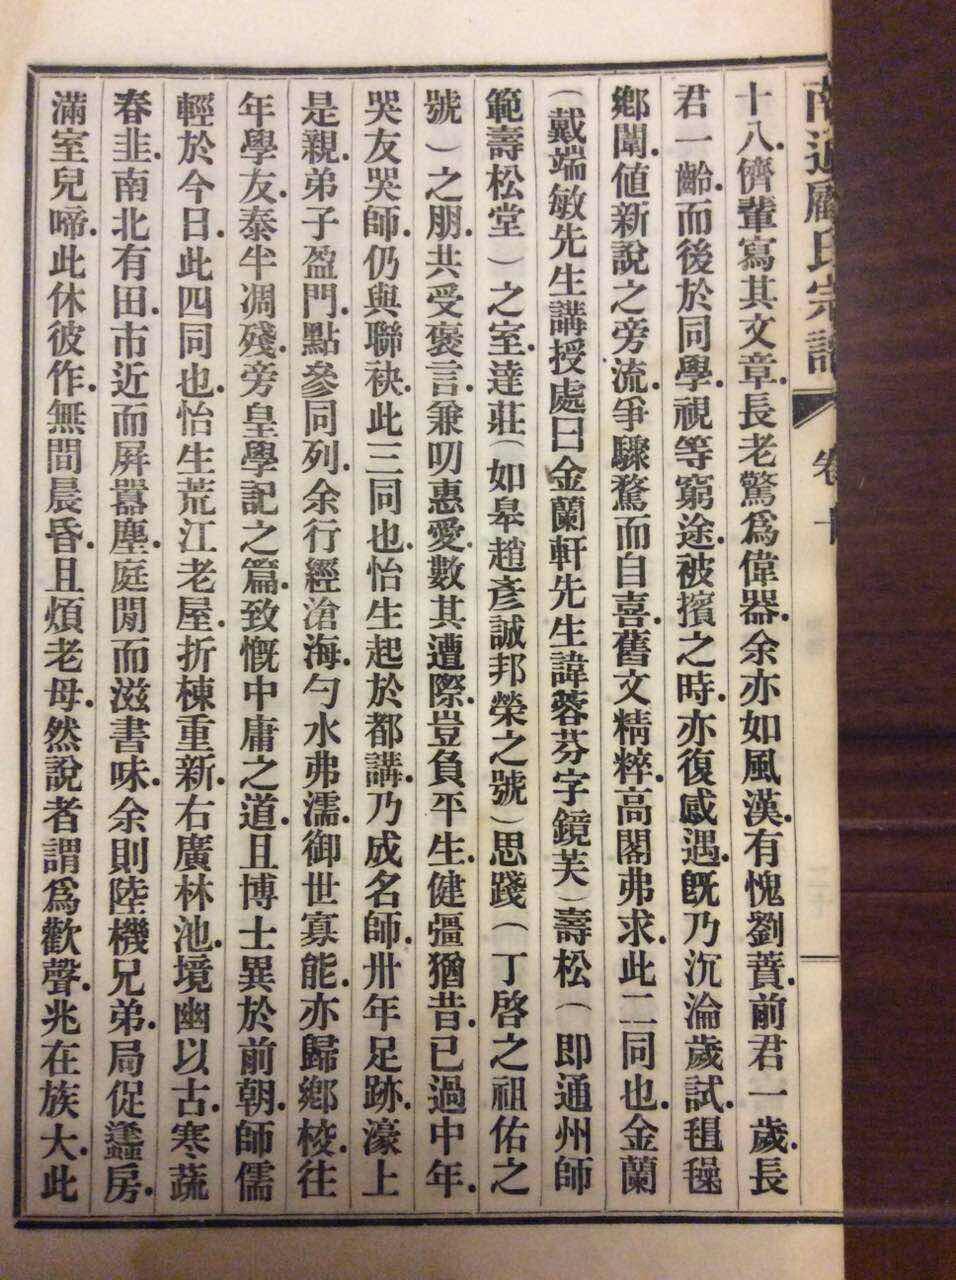 南通顧氏宗譜 卷十
十八儕輩寫其文章長老驚爲偉器余亦如風漢有愧劉蕡前君一歲長
君一齡而後於同學視等窮途被擯之時亦復感遇旣乃沉淪歲試毷氉
鄕闈値新說之旁流爭驟騖而自喜舊文精粹高閣弗求此二同也金蘭
（戴端敏先生講授處曰金蘭軒先生諱蓉芬字鏡芙）壽松（即通州師
範壽松堂）之室達莊（如皋趙彥誠邦榮之號）思踐（丁啓之祖佑之
號）之朋共受褒言兼叨惠愛數其遭際豈負平生健彊猶昔已過中年
哭友哭師仍與聯袂此三同也怡生起於都講乃成名師卅年足跡濠上
是親弟子盈門點參同列余行經滄海勺水弗濡御世寡能亦歸鄕校往
年學友泰半凋殘旁皇學記之篇致慨中庸之道且博士異於前朝師儒
輕於今日此四同也怡生荒江老屋折棟重新右廣林池境幽以古寒蔬
春韭南北有田市近而屛囂塵庭閒而滋書味余則陸機兄弟局促蠭房
滿室兒啼此休彼作無間晨昏且煩老母然說者謂爲歡聲兆在族大此